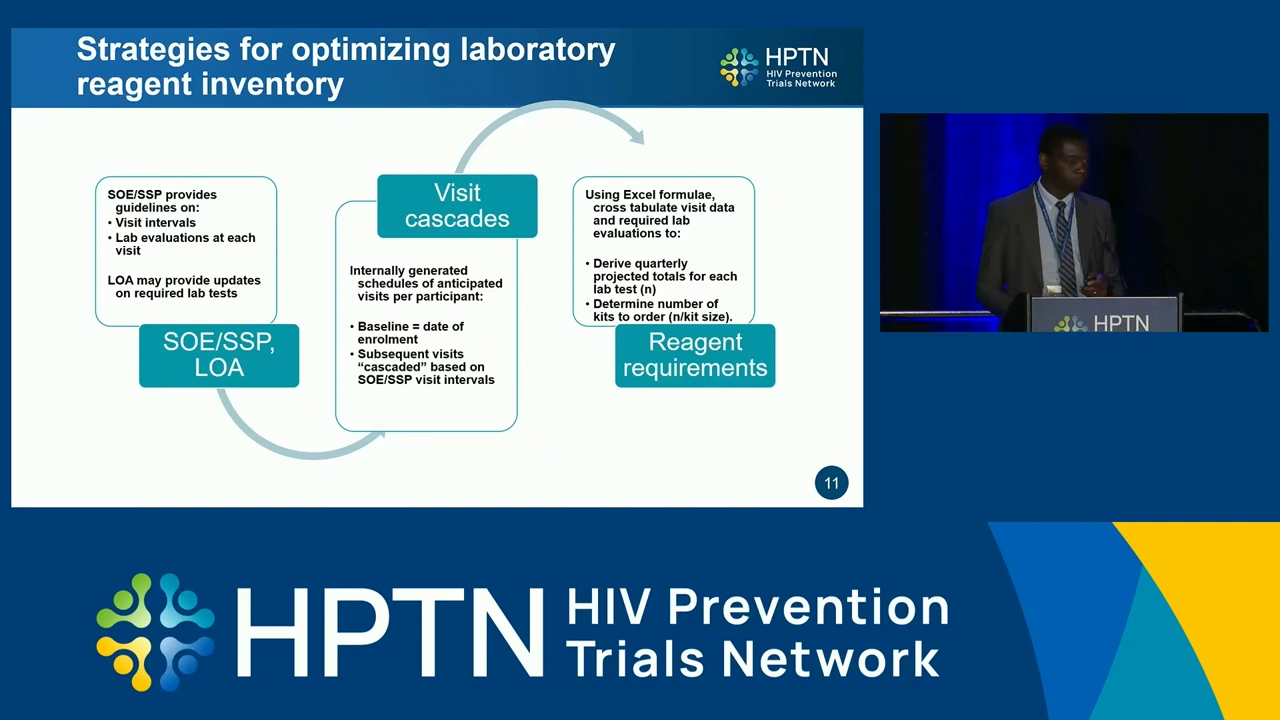 Strategies for optimizing laboratory
reagent inventory
HPTN
HIV Prevention
Trials Network
SOE/SSP provides
guidelines on:
• Visit intervals
• Lab evaluations at each
visit
LOA may provide updates
on required lab tests
SOE/SSP,
LOA
Visit
cascades
Internally generated
schedules of anticipated
visits per participant:
• Baseline = date of
enrolment
• Subsequent visits
“cascaded” based on
SOE/SSP visit intervals
Using Excel formulae,
cross tabulate visit data
and required lab
evaluations to:
• Derive quarterly
projected totals for each
lab test (n)
• Determine number of
kits to order (n/kit size).
Reagent
requirements
11
HPTN
HPTN
HIV Prevention
Trials Network